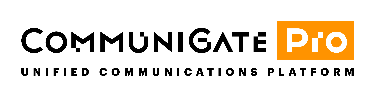 CommuniGate Pro
UNIFIED COMMUNICATIONS PLATFORM